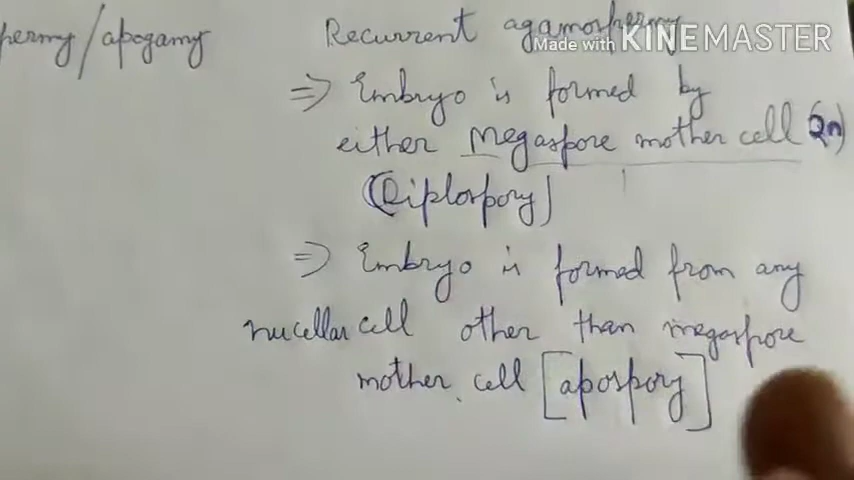 permy/apogamy
Recurrent agamospermy
Made with KINEMASTER
⇒ Embryo is formed by
either Megaspore mother cell (2n)
(Diplospory)
⇒ Embryo is formed from any
nucellar cell other than megaspore
mother cell [apospory]